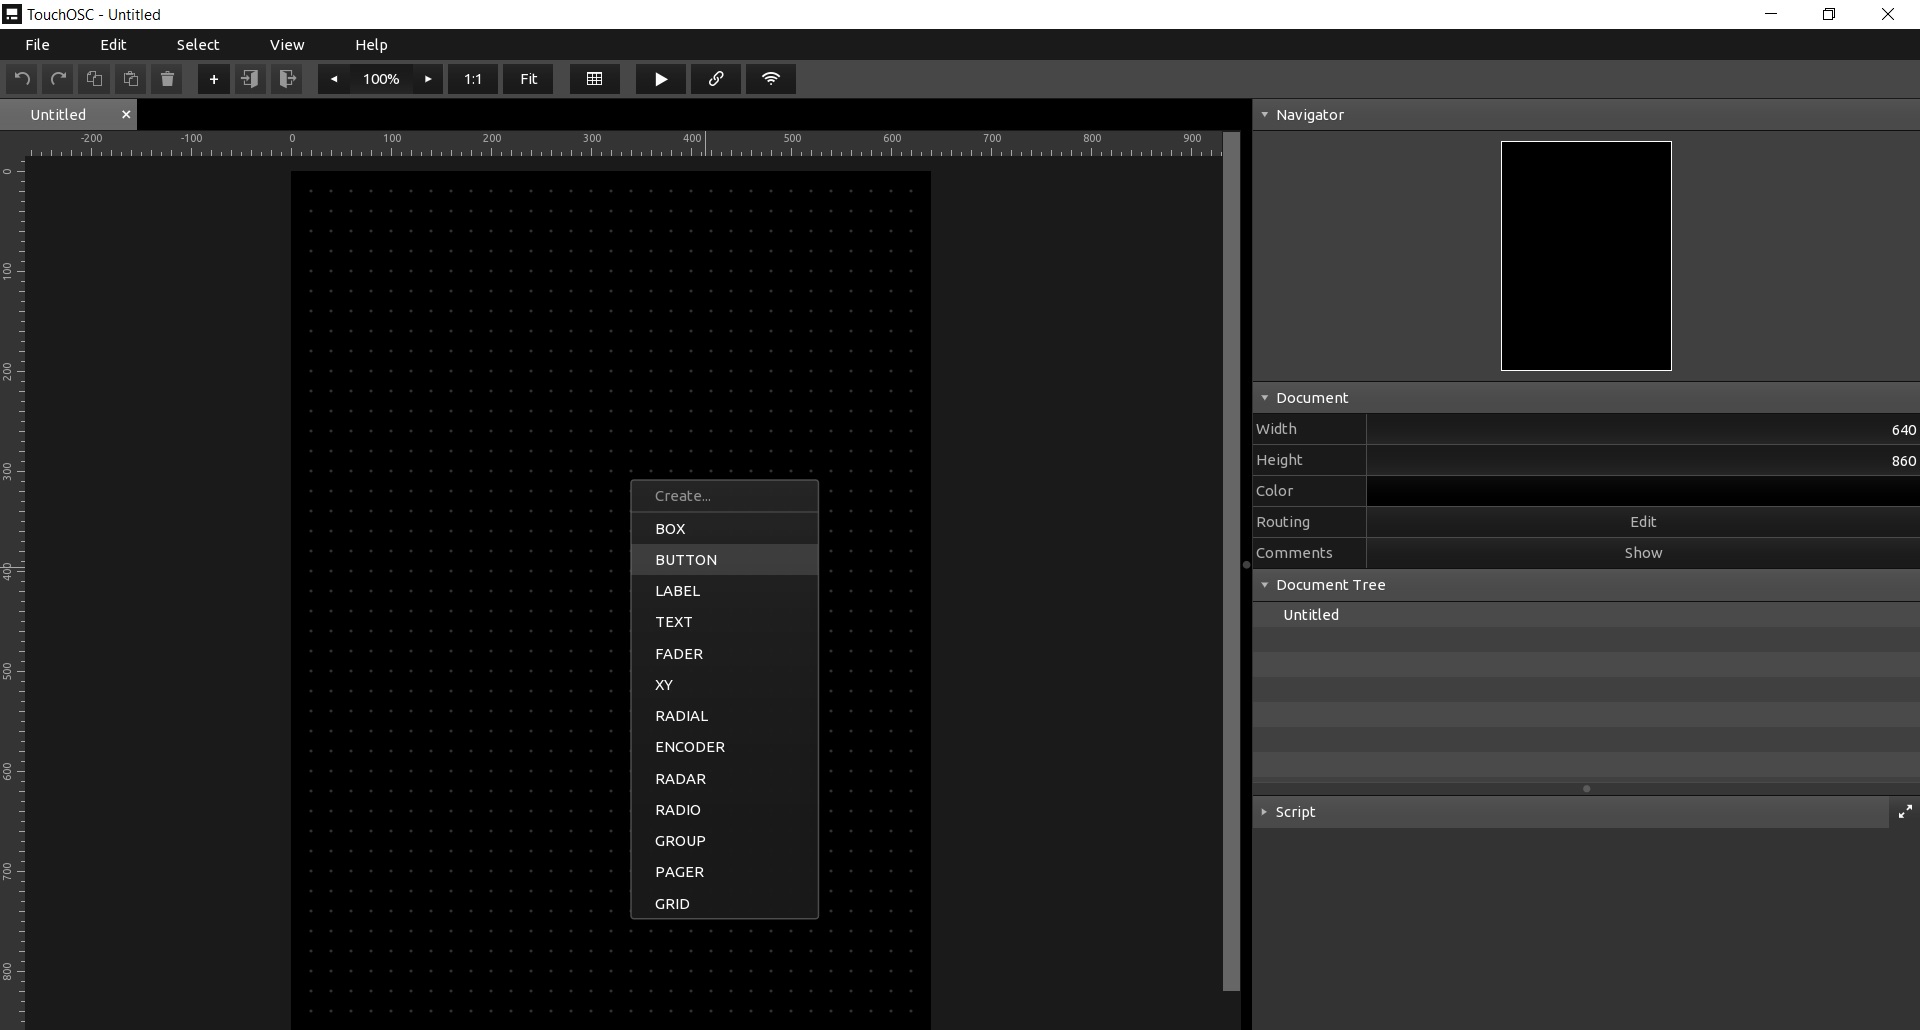 TouchOSC - Untitled
File Edit Select View Help
+ 100% 1:1 Fit
Untitled ×
-200 -100 0 100 200 300 400 500 600 700 800 900
0
100
200
300
400
500
600
700
800
Create...
BOX
BUTTON
LABEL
TEXT
FADER
XY
RADIAL
ENCODER
RADAR
RADIO
GROUP
PAGER
GRID
Navigator
Document
Width 640
Height 860
Color
Routing Edit
Comments Show
Document Tree
Untitled
Script